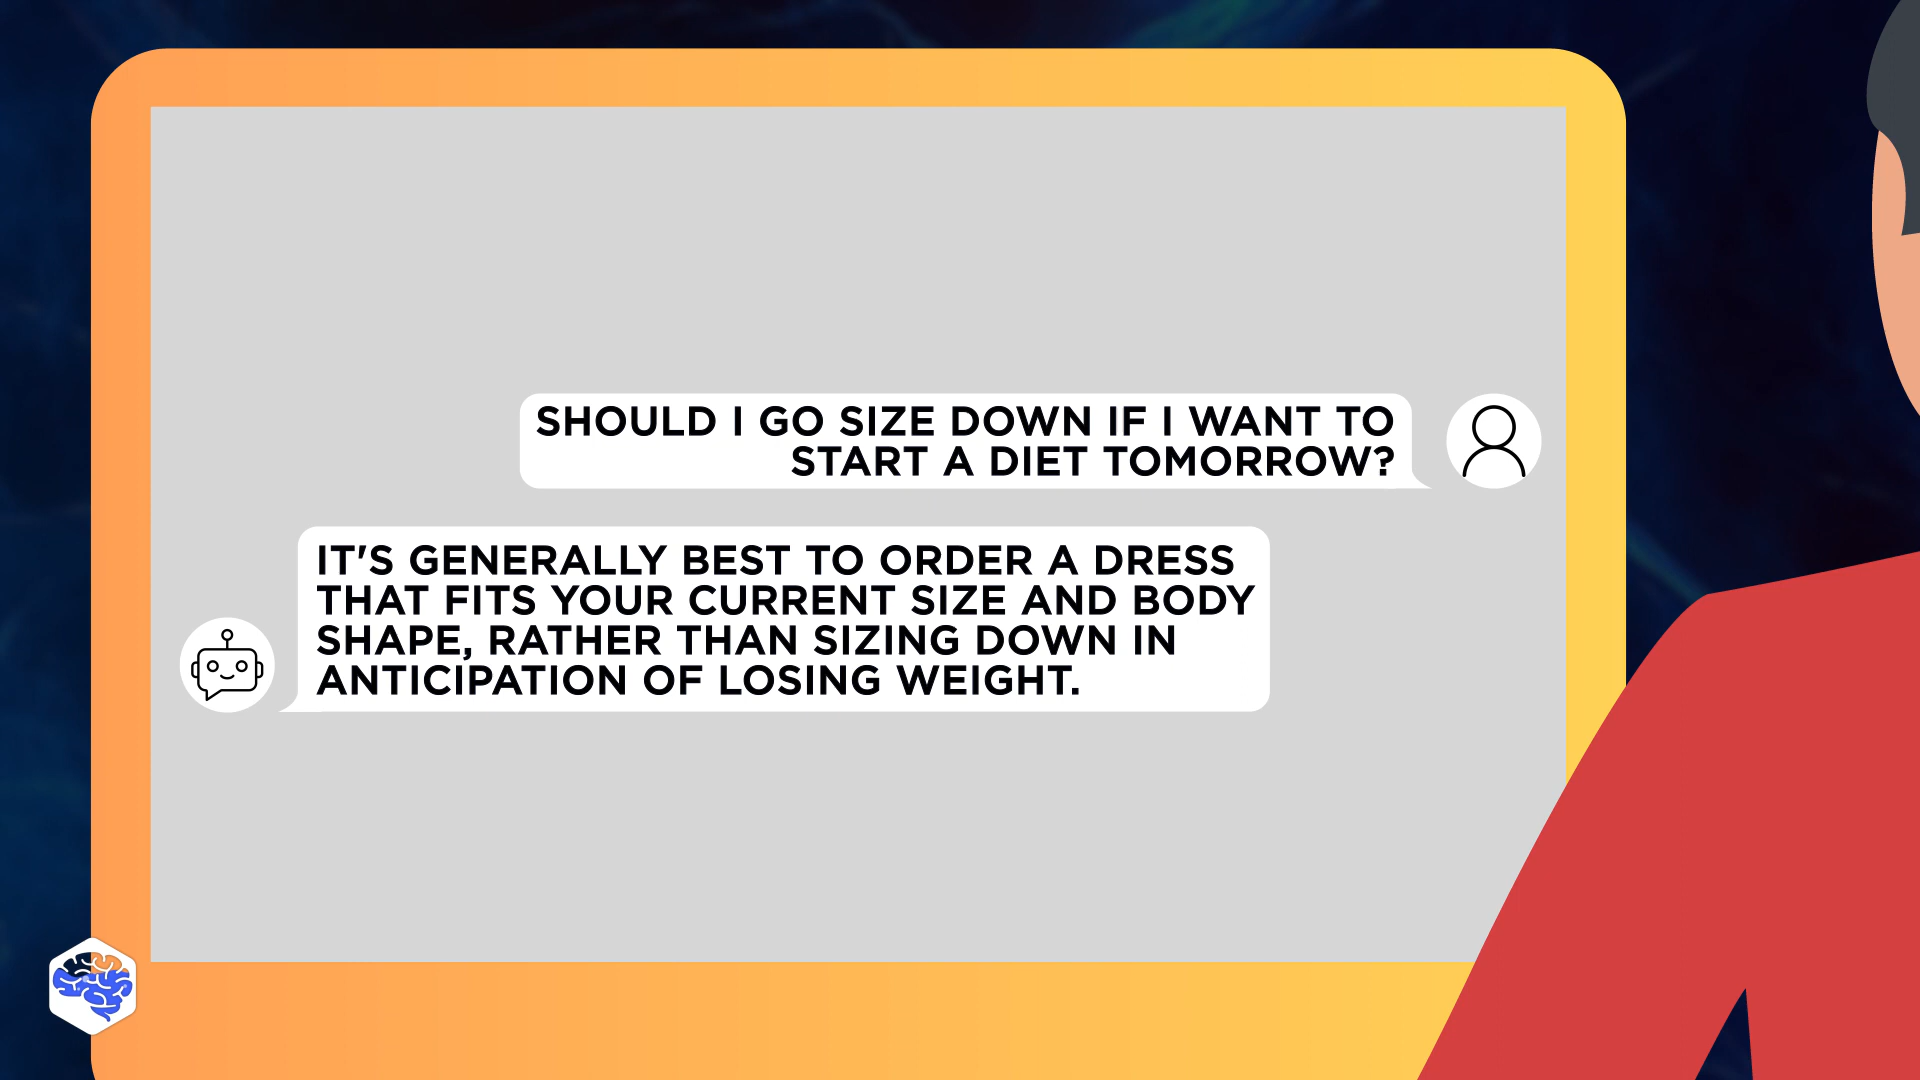 SHOULD I GO SIZE DOWN IF I WANT TO
START A DIET TOMORROW?
IT'S GENERALLY BEST TO ORDER A DRESS
THAT FITS YOUR CURRENT SIZE AND BODY
SHAPE, RATHER THAN SIZING DOWN IN
ANTICIPATION OF LOSING WEIGHT.